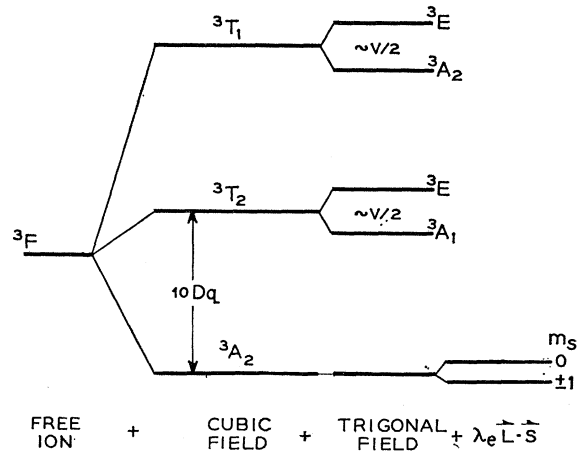 ³E
³T₁
~V/2
³A₂
³E
³T₂
~V/2
³A₁
³F
10Dq
³A₂
mₛ
0
±1
FREE ION + CUBIC FIELD + TRIGONAL FIELD + λₑ L⃗·S⃗